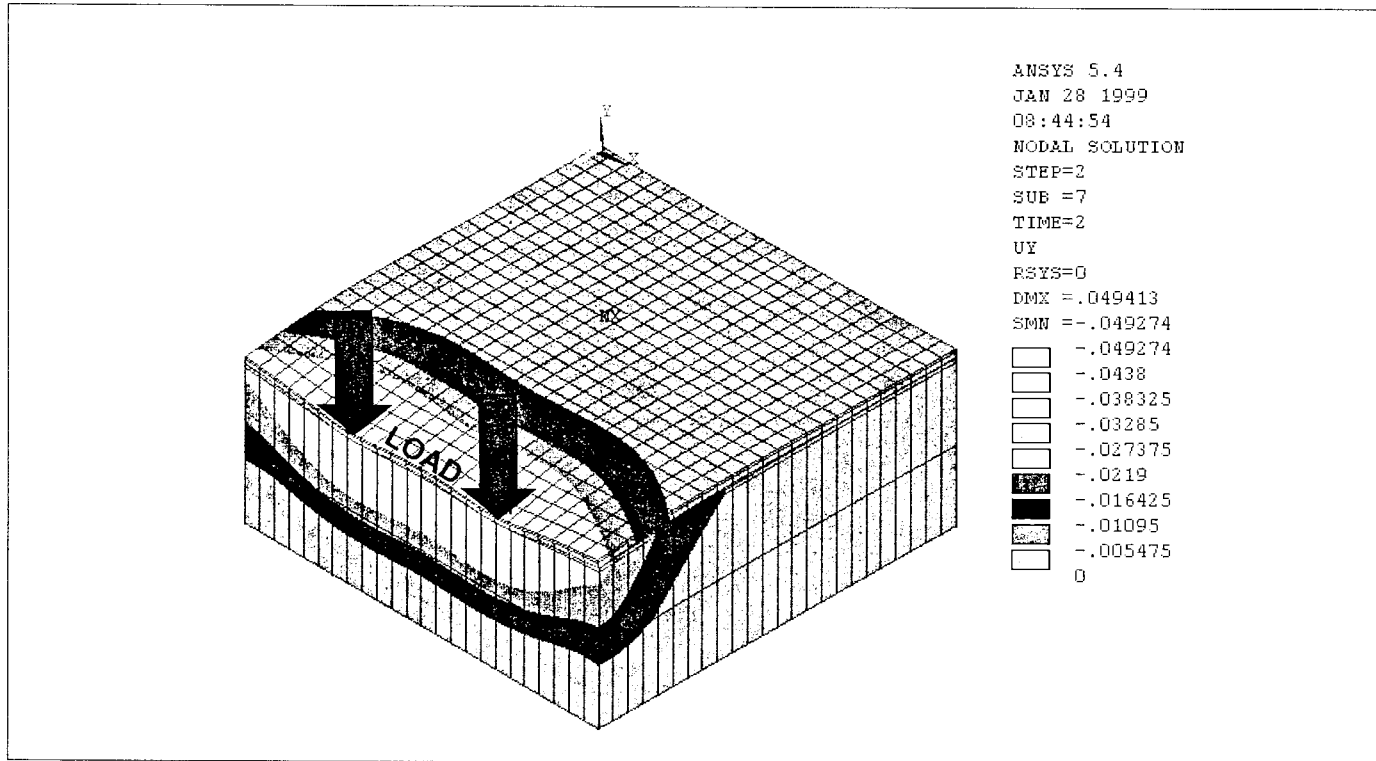 ANSYS 5.4
JAN 28 1999
08:44:54
NODAL SOLUTION
STEP=2
SUB =7
TIME=2
UY
RSYS=0
DMX =.049413
SMN =-.049274
-.049274
-.0438
-.038325
-.03285
-.027375
-.0219
-.016425
-.01095
-.005475
0
Y
X
LOAD